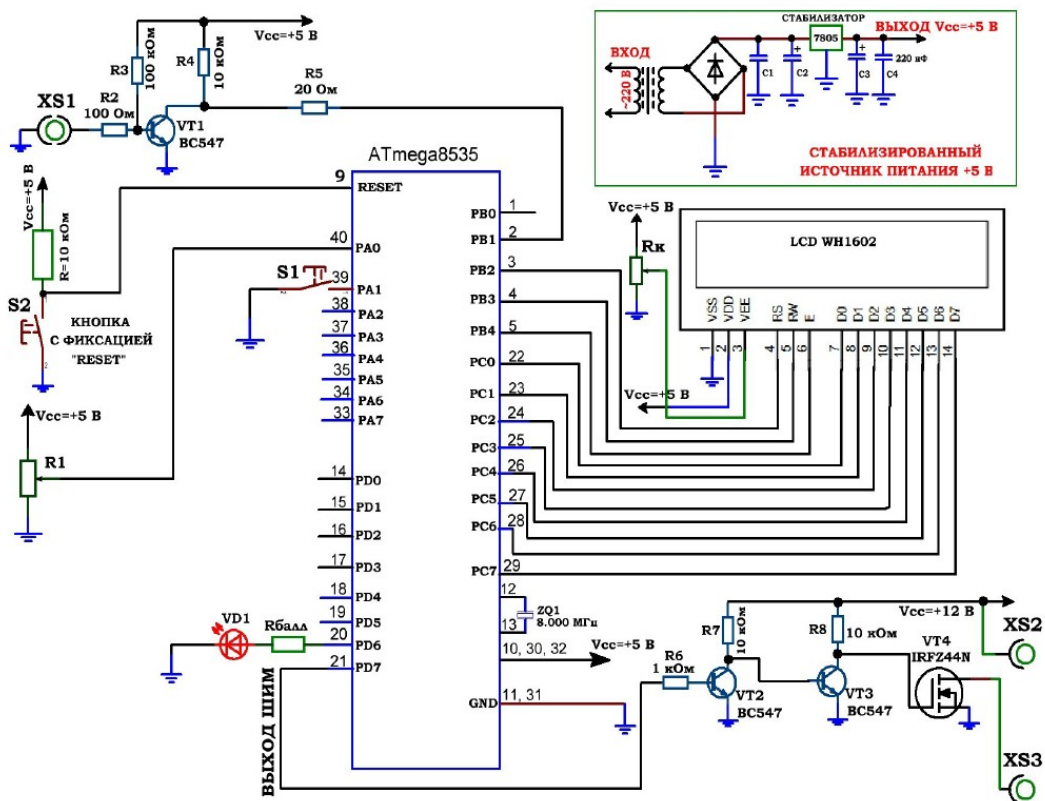 Vcc=+5 В
R3
100 кОм
R4
10 кОм
R5
20 Ом
XS1
R2
100 Ом
VT1
BC547
СТАБИЛИЗАТОР
7805
ВЫХОД Vcc=+5 В
ВХОД
~220 В
C1
C2
C3
C4
220 нФ
СТАБИЛИЗИРОВАННЫЙ
ИСТОЧНИК ПИТАНИЯ +5 В
ATmega8535
9
RESET
40
PA0
S1
39
PA1
38
PA2
37
PA3
36
PA4
35
PA5
34
PA6
33
PA7
14
PD0
15
PD1
16
PD2
17
PD3
18
PD4
19
PD5
20
PD6
21
PD7
1
PB0
2
PB1
3
PB2
4
PB3
5
PB4
22
PC0
23
PC1
24
PC2
25
PC3
26
PC4
27
PC5
28
PC6
29
PC7
12
13
ZQ1
8.000 МГц
10, 30, 32
Vcc=+5 В
11, 31
GND
Vcc=+5 В
R=10 кОм
S2
КНОПКА
С ФИКСАЦИЕЙ
"RESET"
Vcc=+5 В
R1
VD1
Rбалл
ВЫХОД ШИМ
Vcc=+5 В
Rк
LCD WH1602
VSS VDD VEE RS RW E D0 D1 D2 D3 D4 D5 D6 D7
1 2 3 4 5 6 7 8 9 10 11 12 13 14
Vcc=+5 В
Vcc=+12 В
R7
10 кОм
R8
10 кОм
R6
1 кОм
VT2
BC547
VT3
BC547
VT4
IRFZ44N
XS2
XS3